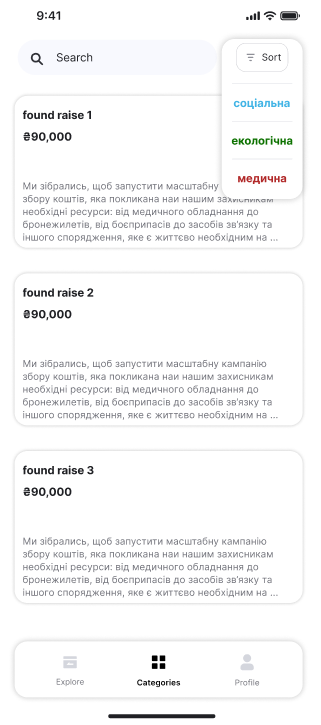 9:41
Search
Sort
соціальна
екологічна
медична
found raise 1
₴90,000
Ми зібрались, щоб запустити масштабну
збору коштів, яка покликана наи нашим захисникам
необхідні ресурси: від медичного обладнання до
бронежилетів, від боєприпасів до засобів зв'язку та
іншого спорядження, яке є життєво необхідним на ...
found raise 2
₴90,000
Ми зібрались, щоб запустити масштабну кампанію
збору коштів, яка покликана наи нашим захисникам
необхідні ресурси: від медичного обладнання до
бронежилетів, від боєприпасів до засобів зв'язку та
іншого спорядження, яке є життєво необхідним на ...
found raise 3
₴90,000
Ми зібрались, щоб запустити масштабну кампанію
збору коштів, яка покликана наи нашим захисникам
необхідні ресурси: від медичного обладнання до
бронежилетів, від боєприпасів до засобів зв'язку та
іншого спорядження, яке є життєво необхідним на ...
Explore
Categories
Profile